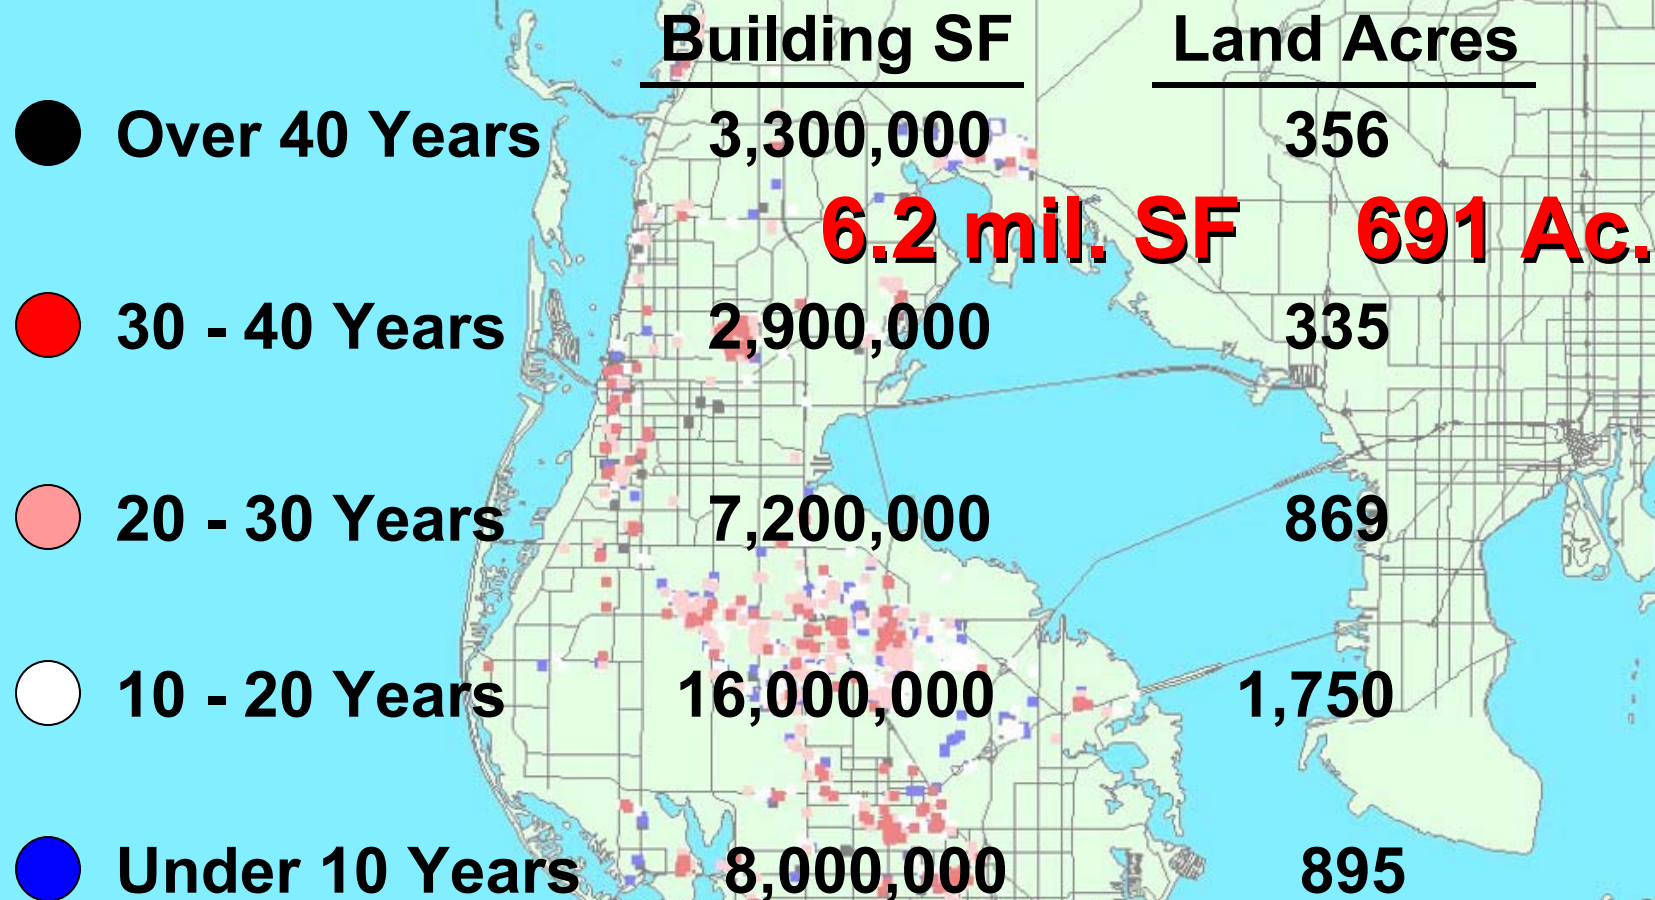 Building SF Land Acres
Over 40 Years 3,300,000 356
6.2 mil. SF 691 Ac.
30 - 40 Years 2,900,000 335
20 - 30 Years 7,200,000 869
10 - 20 Years 16,000,000 1,750
Under 10 Years 8,000,000 895